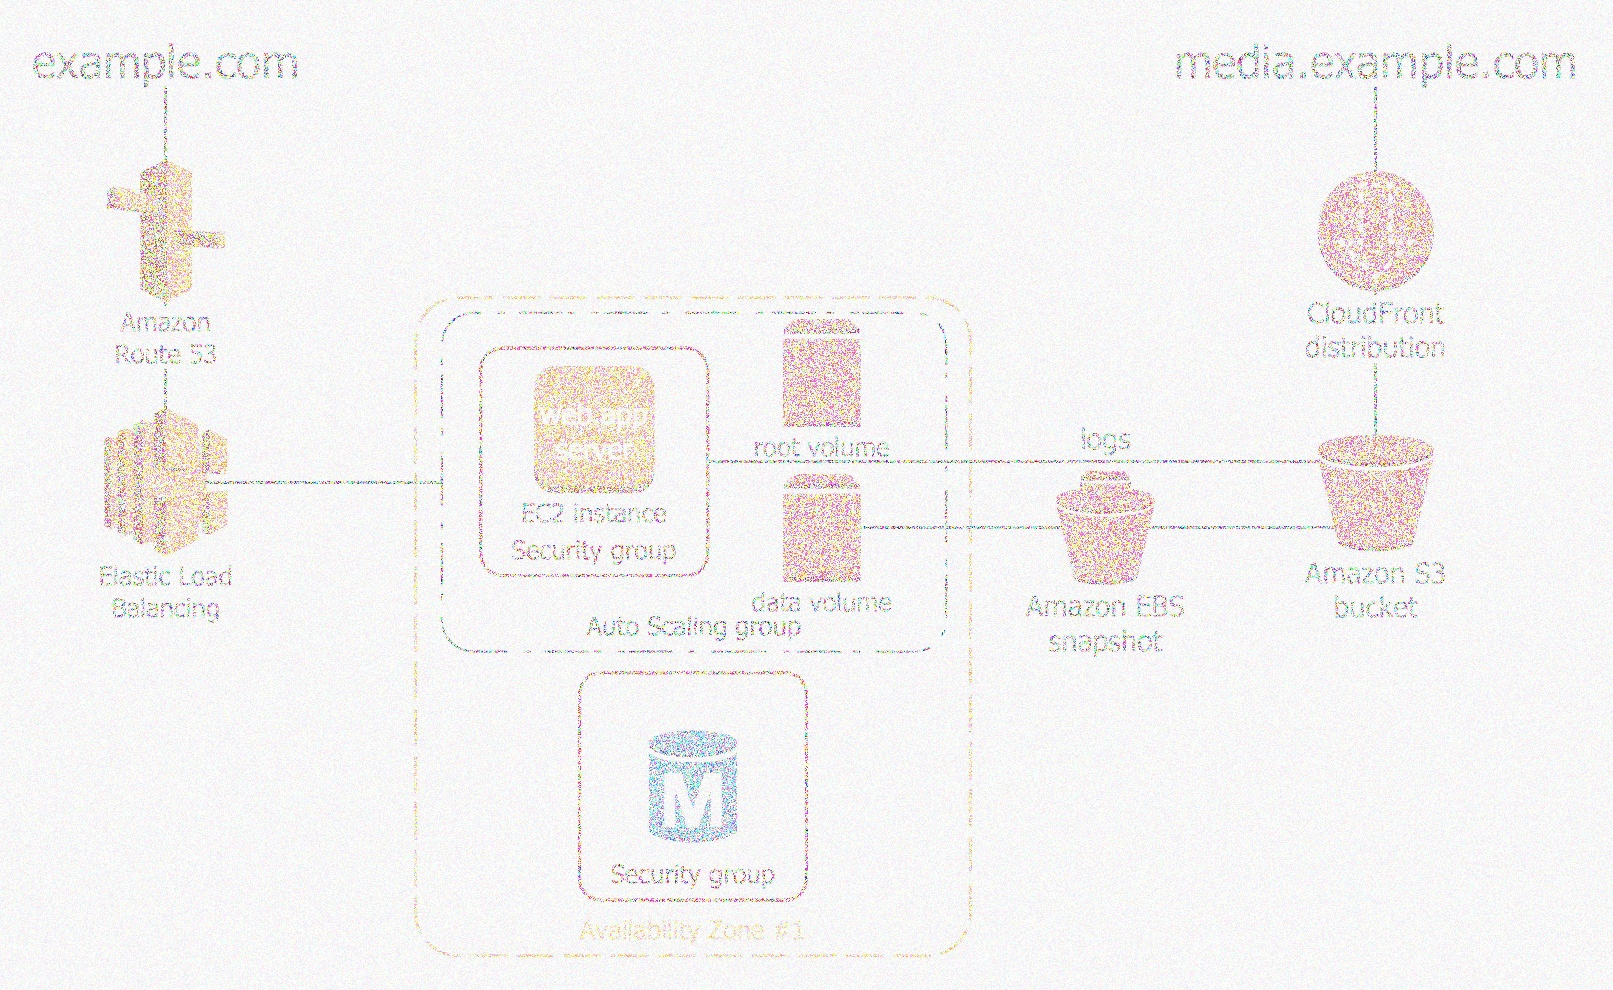 example.com
media.example.com
Amazon
Route 53
CloudFront
distribution
web app
server
root volume
logs
EC2 instance
Security group
Elastic Load
Balancing
data volume
Auto Scaling group
Amazon EBS
snapshot
Amazon S3
bucket
M
Security group
Availability Zone #1